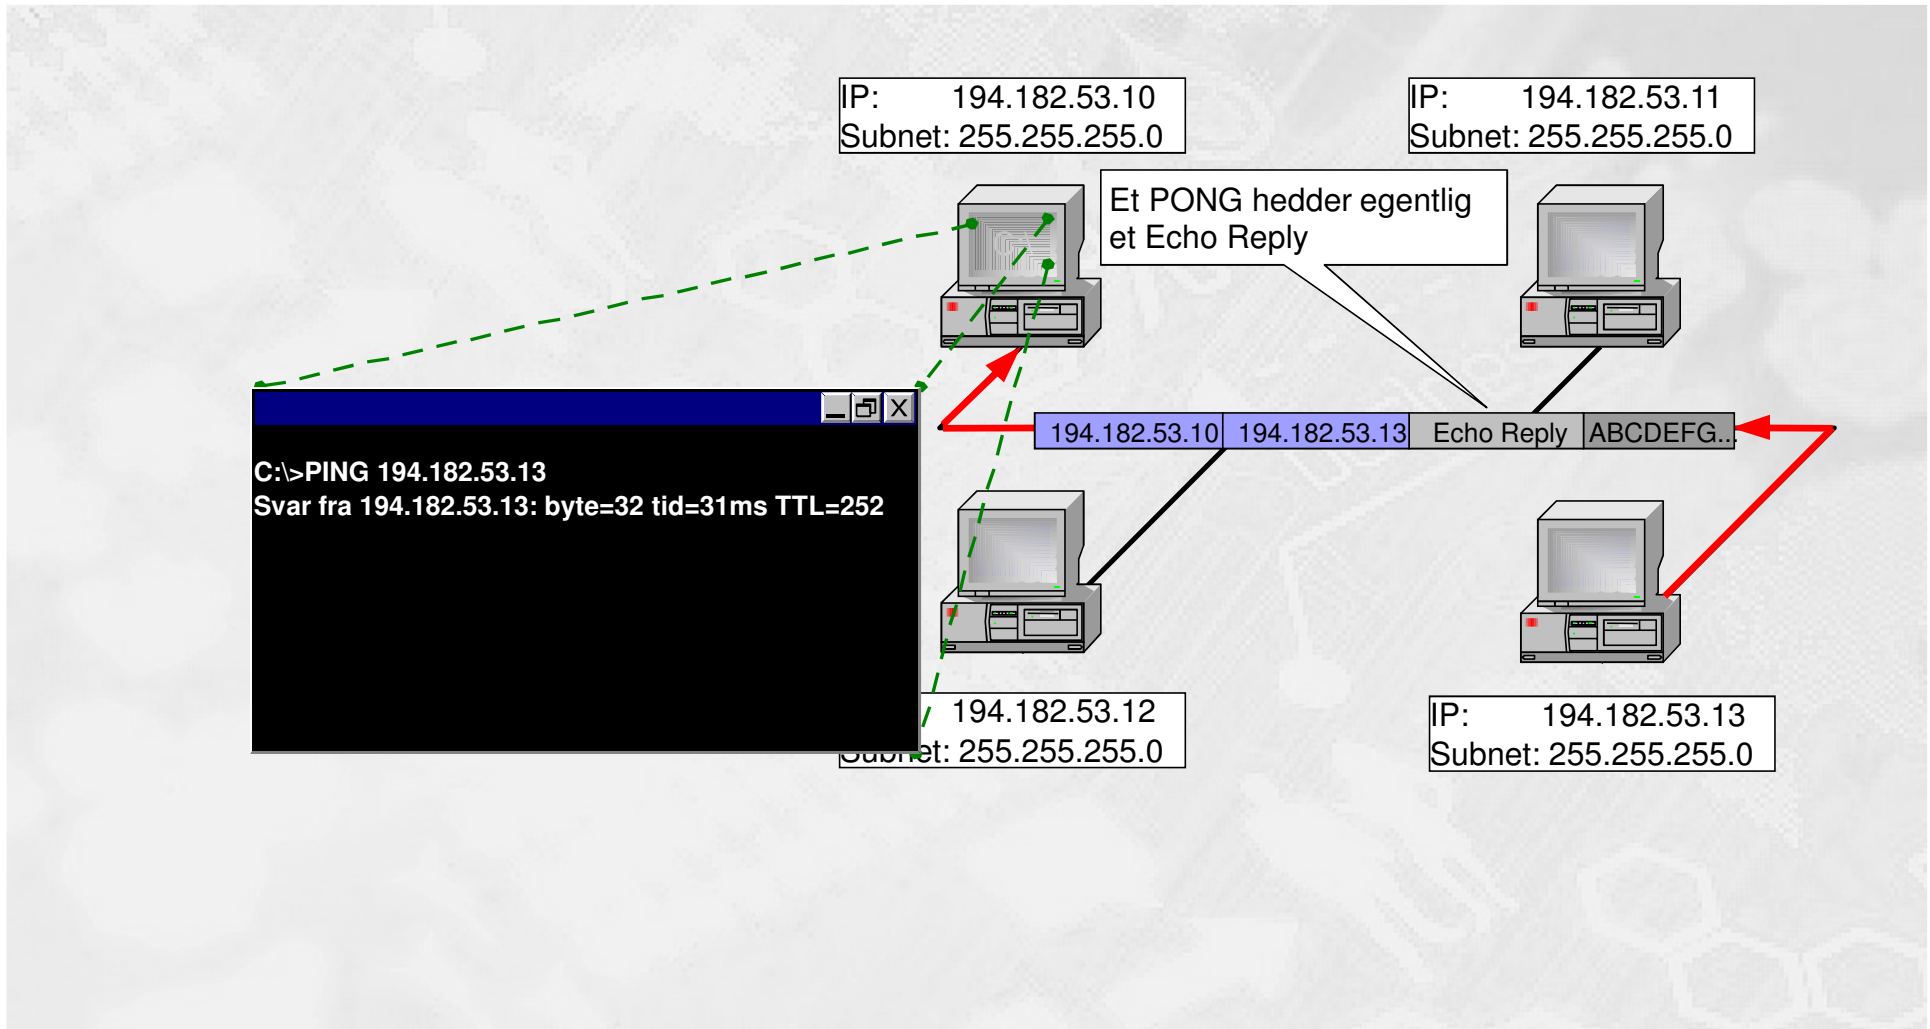 IP: 194.182.53.10
Subnet: 255.255.255.0
IP: 194.182.53.11
Subnet: 255.255.255.0
Et PONG hedder egentlig
et Echo Reply
194.182.53.10 194.182.53.13 Echo Reply ABCDEFG...
X
C:\>PING 194.182.53.13
Svar fra 194.182.53.13: byte=32 tid=31ms TTL=252
194.182.53.12
Subnet: 255.255.255.0
IP: 194.182.53.13
Subnet: 255.255.255.0